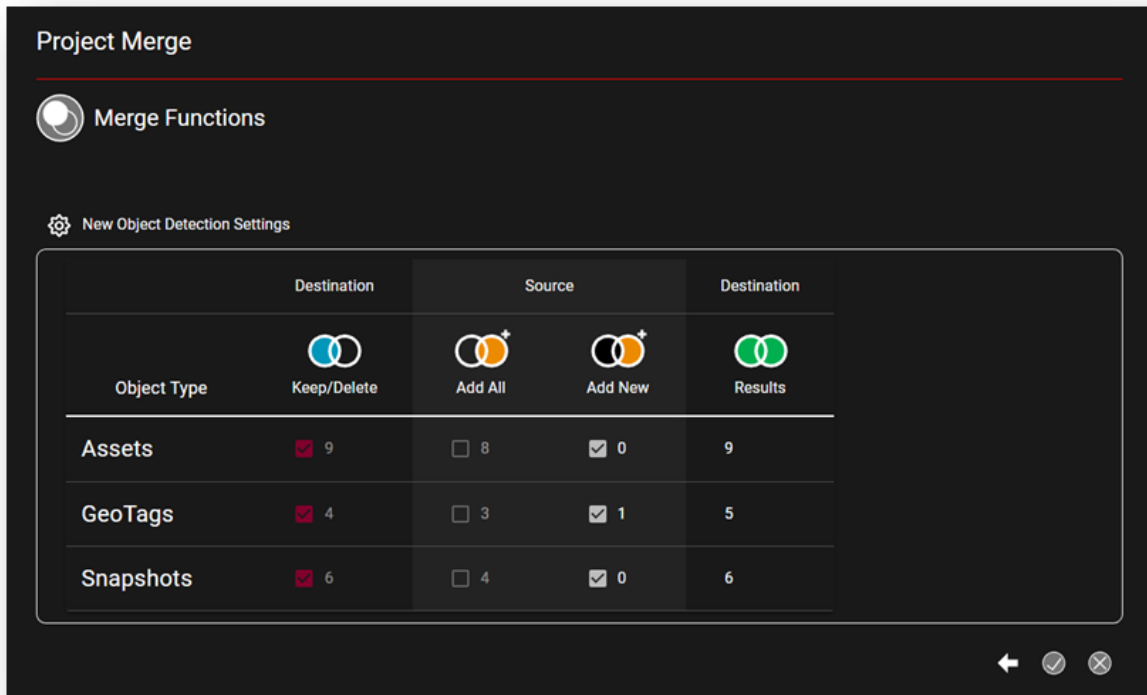 Project Merge
Merge Functions
New Object Detection Settings
Destination Source Destination
Object Type Keep/Delete Add All Add New Results
Assets 9 8 0 9
GeoTags 4 3 1 5
Snapshots 6 4 0 6